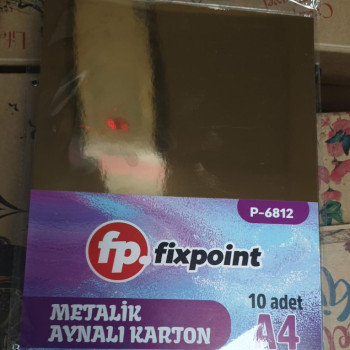 P-6812
fp.
fixpoint
10 adet
METALİK
AYNALI KARTON
A4